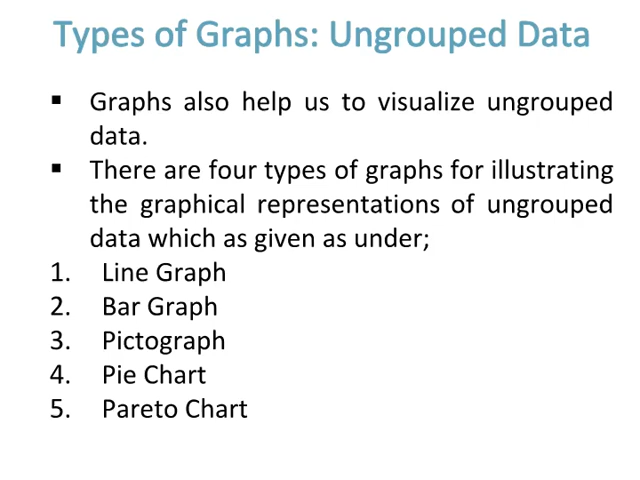 Types of Graphs: Ungrouped Data
▪ Graphs also help us to visualize ungrouped
data.
▪ There are four types of graphs for illustrating
the graphical representations of ungrouped
data which as given as under;
1. Line Graph
2. Bar Graph
3. Pictograph
4. Pie Chart
5. Pareto Chart